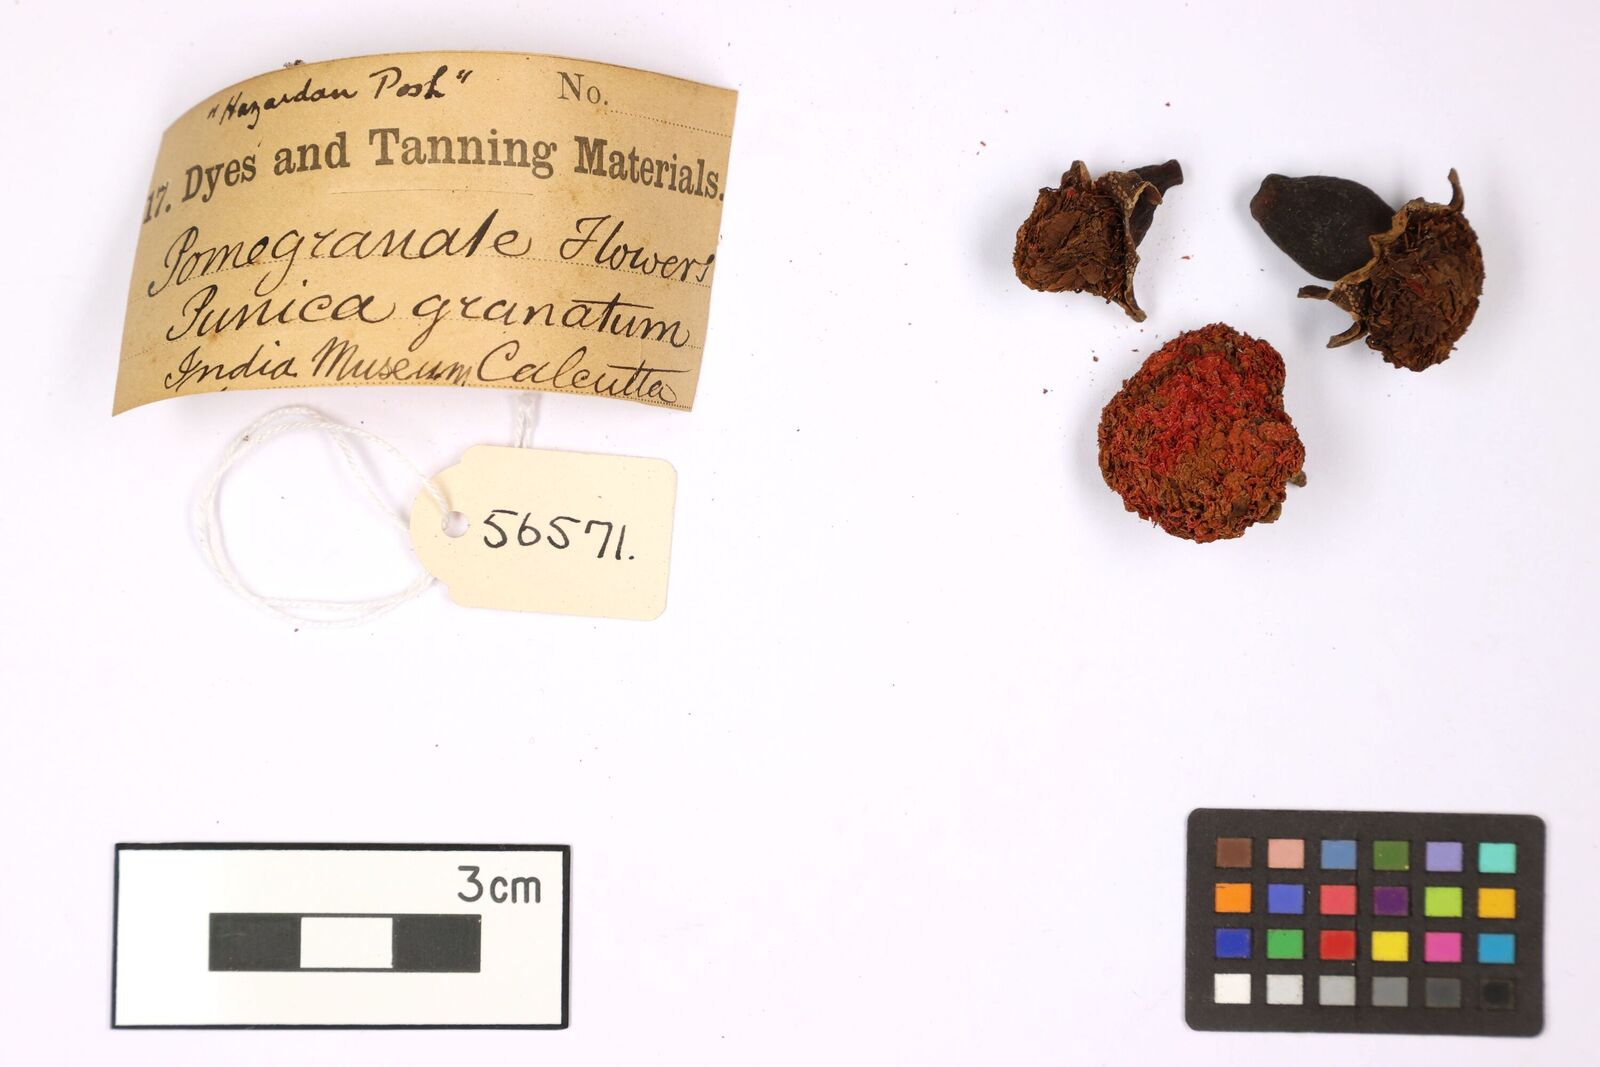 "Hazardan Posh" No.
17. Dyes and Tanning Materials.
Pomegranate Flowers
Punica granatum
India Museum, Calcutta
56571.
3cm